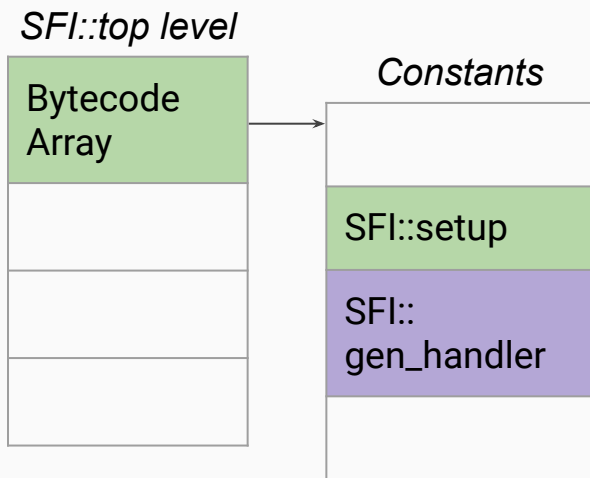 SFI::top level
Bytecode
Array
Constants
SFI::setup
SFI::
gen_handler